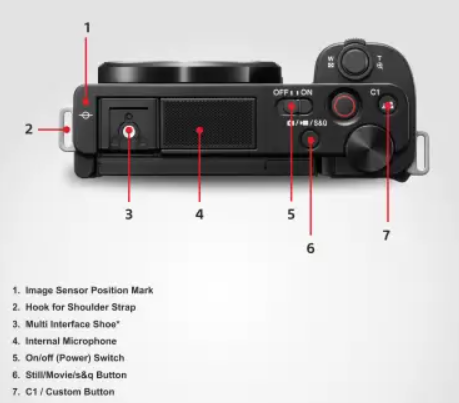 1
OFF ON
W
T
C1
2
/ /S&Q
3
4
5
6
7
1. Image Sensor Position Mark
2. Hook for Shoulder Strap
3. Multi Interface Shoe*
4. Internal Microphone
5. On/off (Power) Switch
6. Still/Movie/s&q Button
7. C1 / Custom Button